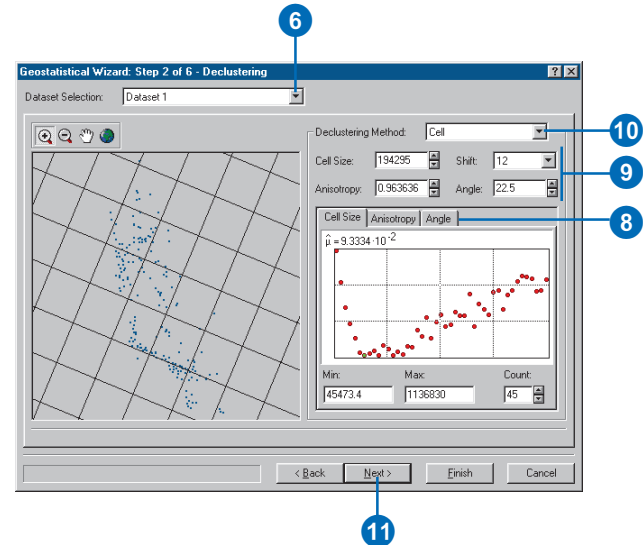 6
Geostatistical Wizard: Step 2 of 6 - Declustering
Dataset Selection: Dataset 1
Declustering Method: Cell
10
Cell Size: 194295 Shift: 12
9
Anisotropy: 0.963636 Angle: 22.5
Cell Size Anisotropy Angle
8
μ̂ = 9.3334·10⁻²
Min: Max: Count:
45473.4 1136830 45
< Back Next > Finish Cancel
11